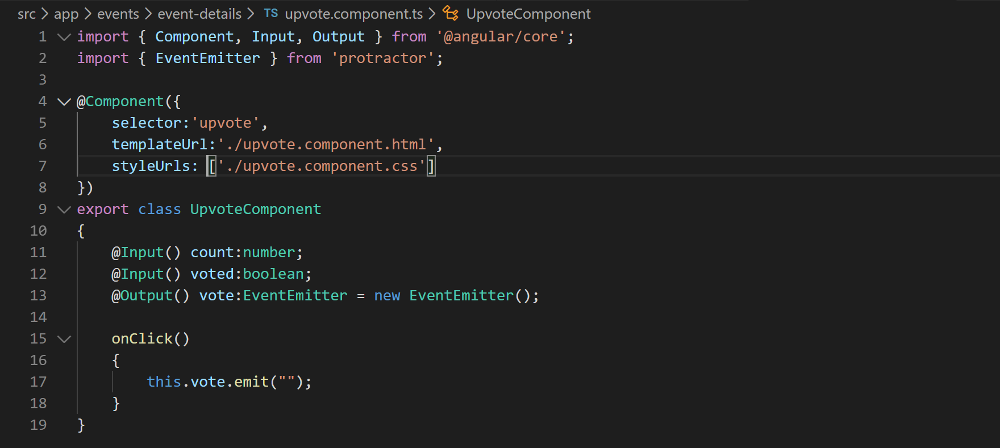 src > app > events > event-details > TS upvote.component.ts > UpvoteComponent
1 import { Component, Input, Output } from '@angular/core';
2 import { EventEmitter } from 'protractor';
3
4 @Component({
5     selector:'upvote',
6     templateUrl:'./upvote.component.html',
7     styleUrls: ['./upvote.component.css']
8 })
9 export class UpvoteComponent
10 {
11     @Input() count:number;
12     @Input() voted:boolean;
13     @Output() vote:EventEmitter = new EventEmitter();
14
15     onClick()
16     {
17         this.vote.emit("");
18     }
19 }